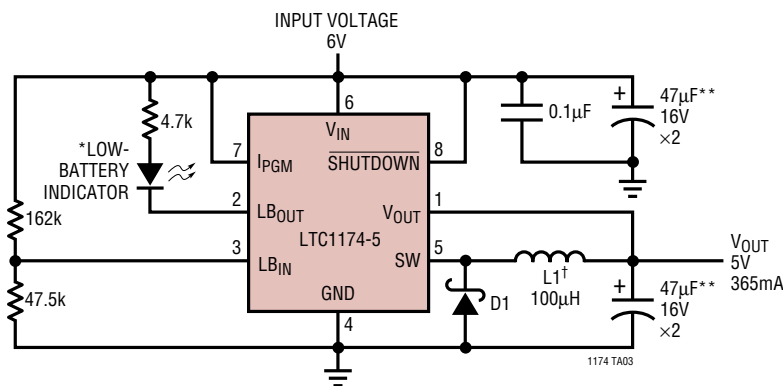 INPUT VOLTAGE
6V
4.7k
*LOW-
BATTERY
INDICATOR
162k
47.5k
6
VIN
7
IPGM
SHUTDOWN
8
2
LBOUT
VOUT
1
LTC1174-5
3
LBIN
SW
5
GND
4
0.1µF
+
47µF**
16V
×2
L1†
100µH
D1
VOUT
5V
365mA
+
47µF**
16V
×2
1174 TA03